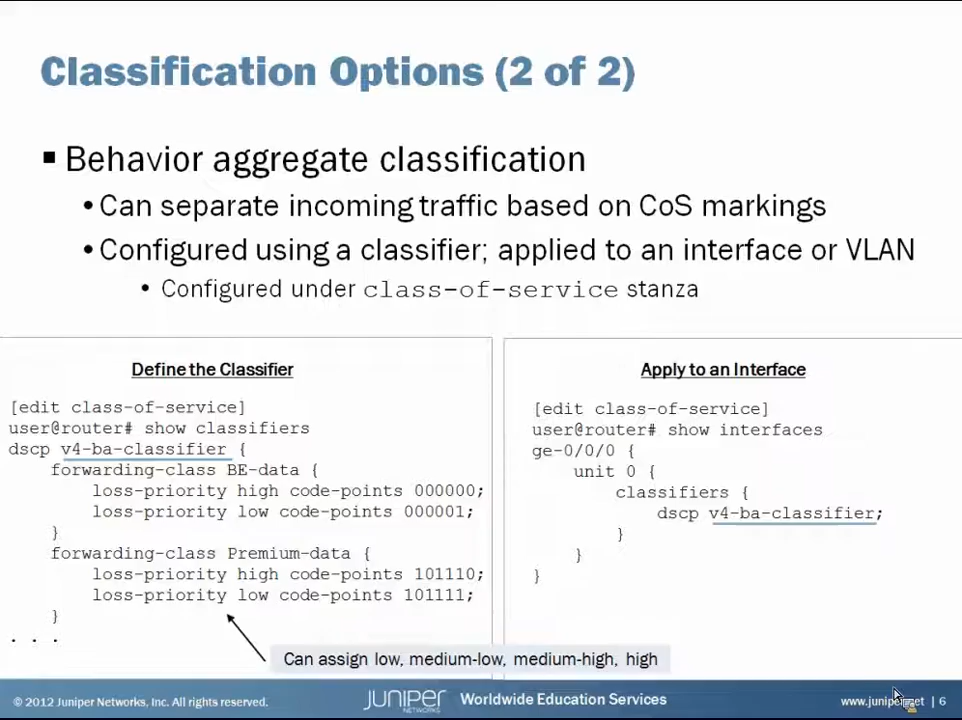 Classification Options (2 of 2)
▪ Behavior aggregate classification
• Can separate incoming traffic based on CoS markings
• Configured using a classifier; applied to an interface or VLAN
• Configured under class-of-service stanza
Define the Classifier
[edit class-of-service]
user@router# show classifiers
dscp v4-ba-classifier {
    forwarding-class BE-data {
        loss-priority high code-points 000000;
        loss-priority low code-points 000001;
    }
    forwarding-class Premium-data {
        loss-priority high code-points 101110;
        loss-priority low code-points 101111;
    }
. . .
Apply to an Interface
[edit class-of-service]
user@router# show interfaces
ge-0/0/0 {
    unit 0 {
        classifiers {
            dscp v4-ba-classifier;
        }
    }
}
Can assign low, medium-low, medium-high, high
© 2012 Juniper Networks, Inc. All rights reserved.
JUNIPER
NETWORKS
Worldwide Education Services
www.juniper.net | 6